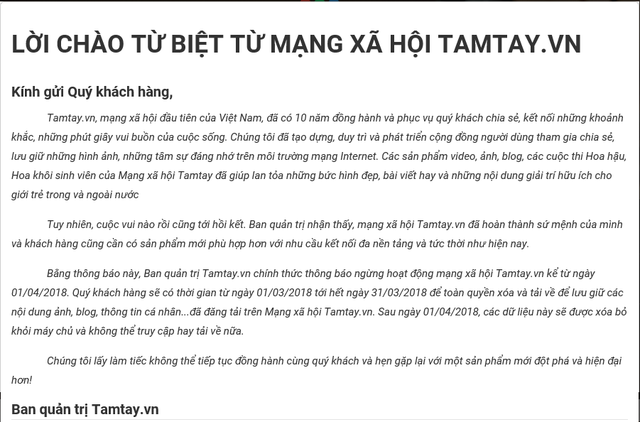 LỜI CHÀO TỪ BIỆT TỪ MẠNG XÃ HỘI TAMTAY.VN
Kính gửi Quý khách hàng,
Tamtay.vn, mạng xã hội đầu tiên của Việt Nam, đã có 10 năm đồng hành và phục vụ quý khách chia sẻ, kết nối những khoảnh
khắc, những phút giây vui buồn của cuộc sống. Chúng tôi đã tạo dựng, duy trì và phát triển cộng đồng người dùng tham gia chia sẻ,
lưu giữ những hình ảnh, những tâm sự đáng nhớ trên môi trường mạng Internet. Các sản phẩm video, ảnh, blog, các cuộc thi Hoa hậu,
Hoa khôi sinh viên của Mạng xã hội Tamtay đã giúp lan tỏa những bức hình đẹp, bài viết hay và những nội dung giải trí hữu ích cho
giới trẻ trong và ngoài nước
Tuy nhiên, cuộc vui nào rồi cũng tới hồi kết. Ban quản trị nhận thấy, mạng xã hội Tamtay.vn đã hoàn thành sứ mệnh của mình
và khách hàng cũng cần có sản phẩm mới phù hợp hơn với nhu cầu kết nối đa nền tảng và tức thời như hiện nay.
Bằng thông báo này, Ban quản trị Tamtay.vn chính thức thông báo ngừng hoạt động mạng xã hội Tamtay.vn kể từ ngày
01/04/2018. Quý khách hàng sẽ có thời gian từ ngày 01/03/2018 tới hết ngày 31/03/2018 để toàn quyền xóa và tải về để lưu giữ các
nội dung ảnh, blog, thông tin cá nhân...đã đăng tải trên Mạng xã hội Tamtay.vn. Sau ngày 01/04/2018, các dữ liệu này sẽ được xóa bỏ
khỏi máy chủ và không thể truy cập hay tải về nữa.
Chúng tôi lấy làm tiếc không thể tiếp tục đồng hành cùng quý khách và hẹn gặp lại với một sản phẩm mới đột phá và hiện đại
hơn!
Ban quản trị Tamtay.vn